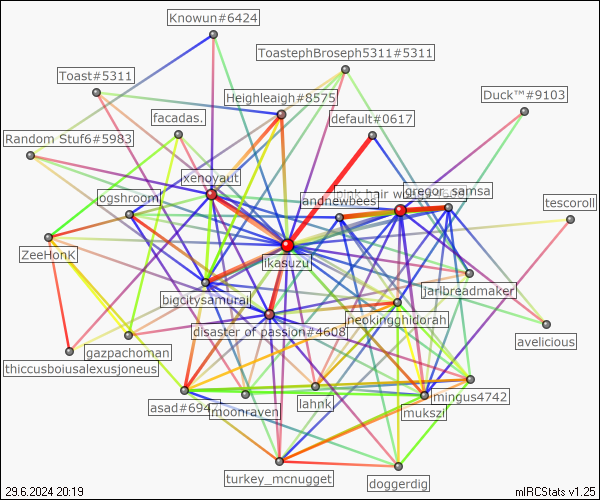 Knowun#6424
ToastephBroseph5311#5311
Toast#5311
Duck™#9103
Heighleaigh#8575
facadas.
default#0617
Random Stuf6#5983
xenoyaut
pink hair
gregor_samsa
ogshroom
andnewbees
tescoroll
ZeeHonK
ikasuzu
jarlbreadmaker
bigcitysamurai
neokingghidorah
disaster of passion#4608
avelicious
gazpachoman
thiccusboiusalexusjoneus
mingus4742
lahnk
asad#694
moonraven
mukszi
turkey_mcnugget
doggerdig
29.6.2024 20:19
mIRCStats v1.25